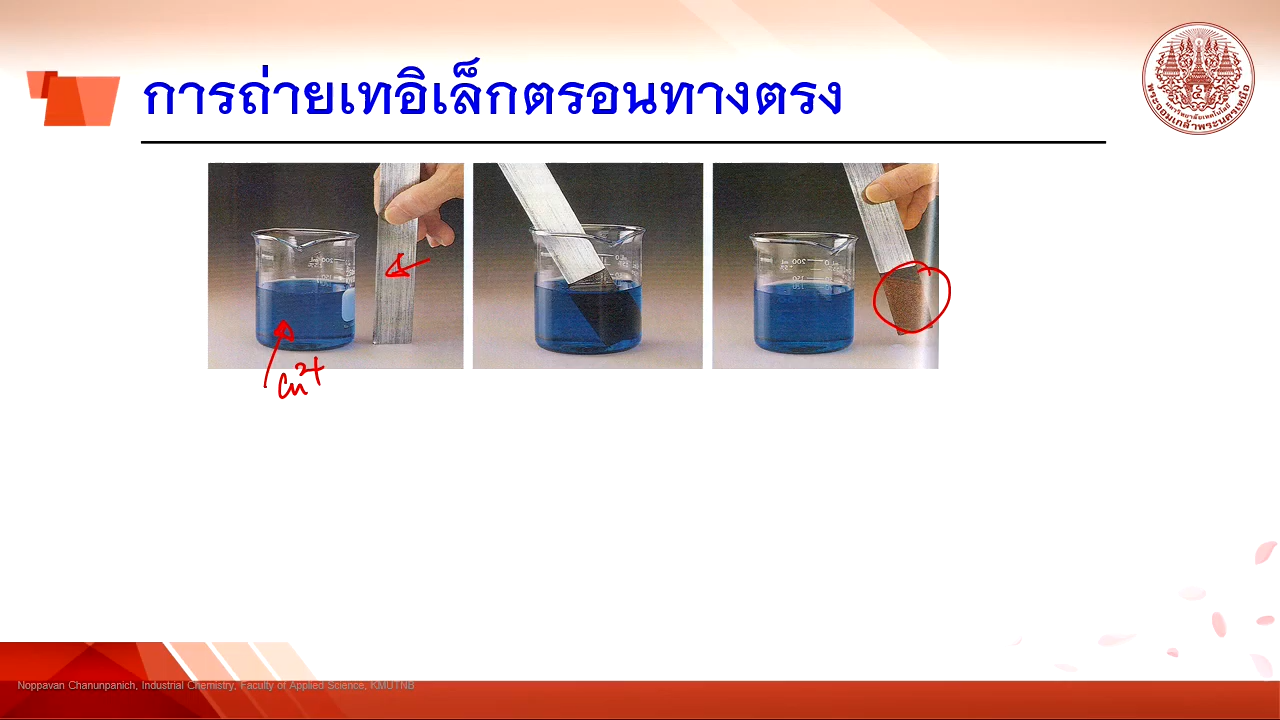 การถ่ายเทอิเล็กตรอนทางตรง
Cu2+
Noppavan Chanunpanich, Industrial Chemistry, Faculty of Applied Science, KMUTNB